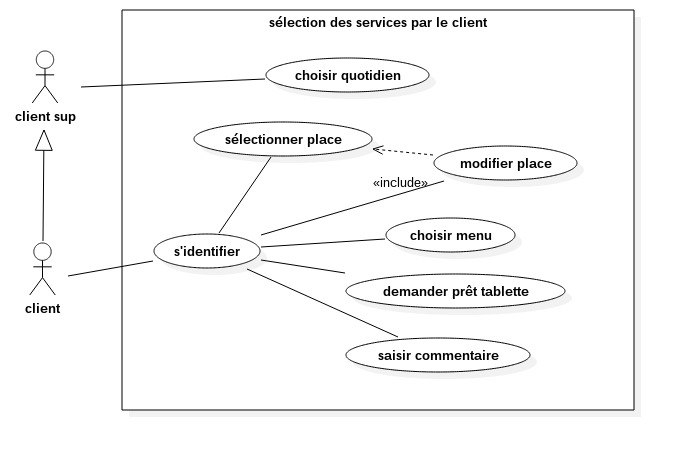 sélection des services par le client
choisir quotidien
client sup
sélectionner place
modifier place
«include»
choisir menu
s'identifier
demander prêt tablette
client
saisir commentaire